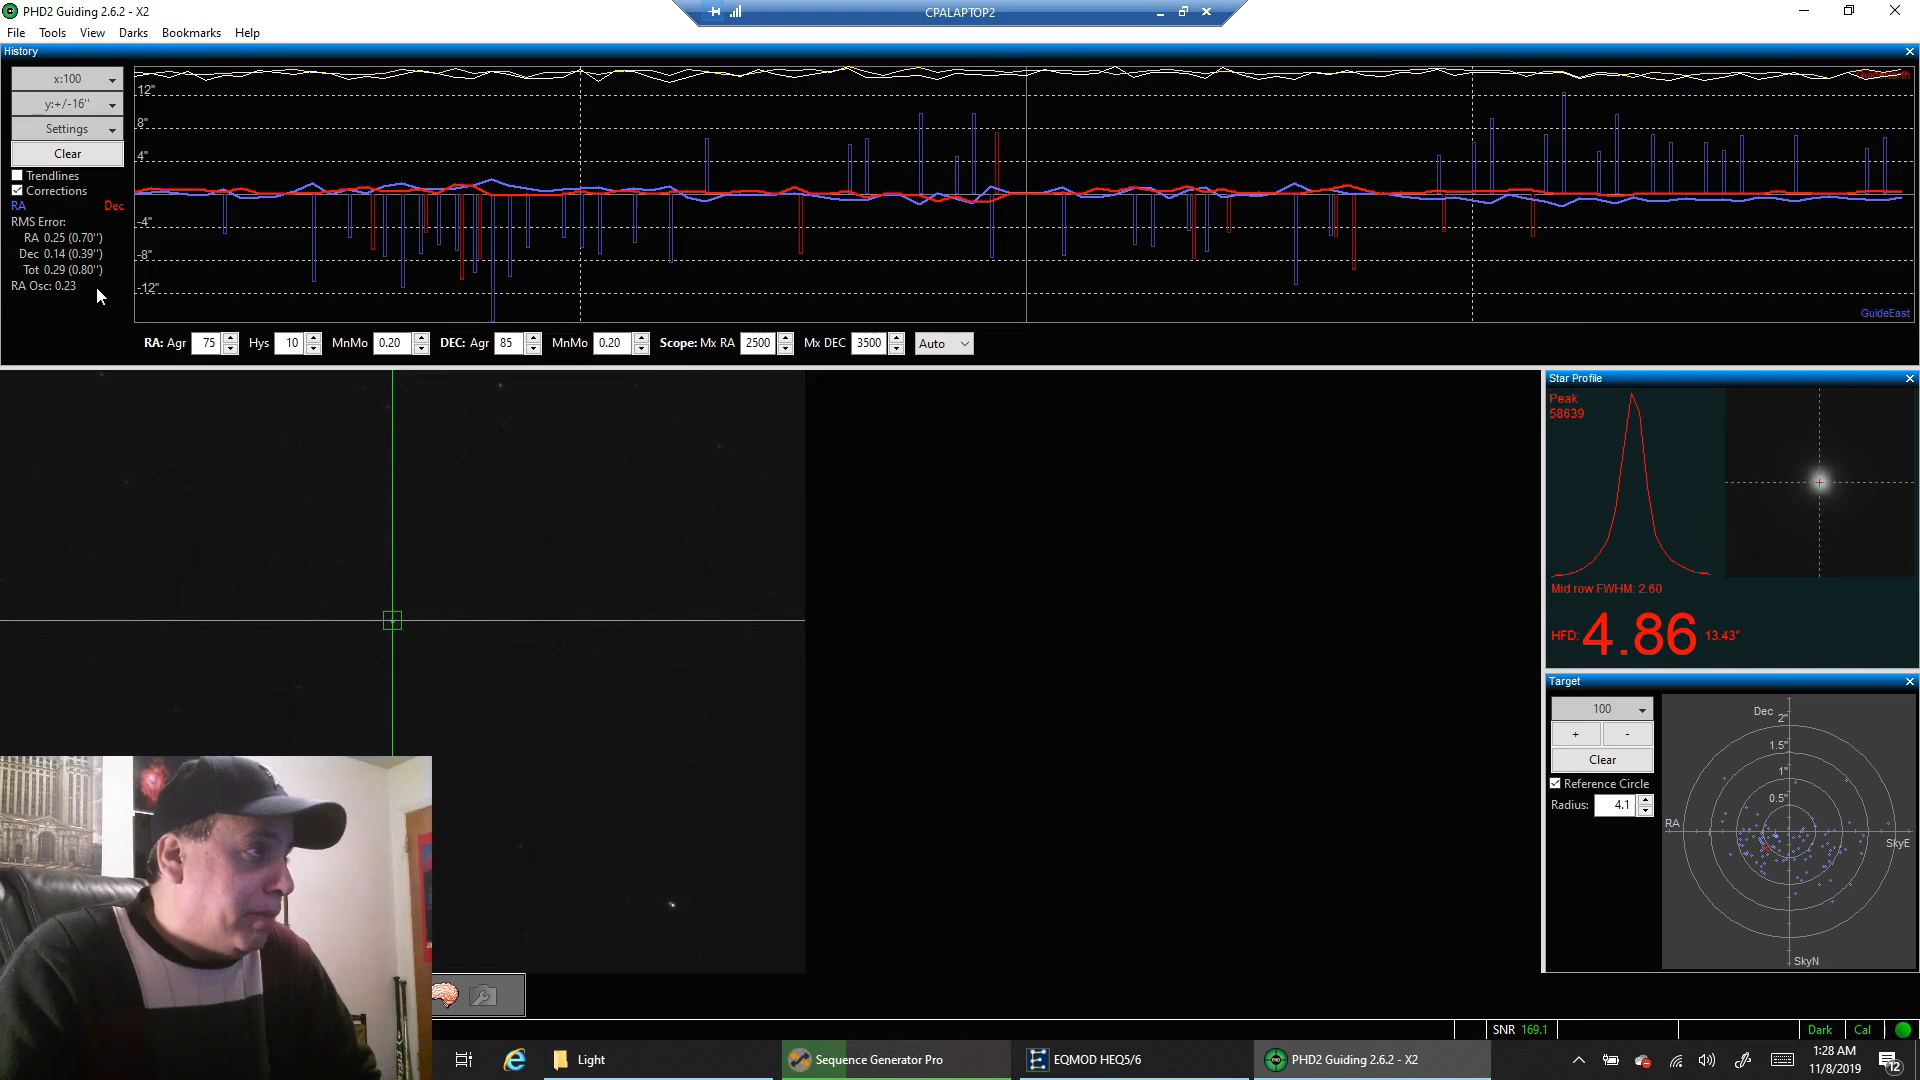 PHD2 Guiding 2.6.2 - X2
CPALAPTOP2
File Tools View Darks Bookmarks Help
History
x:100
y:+/-16"
Settings
Clear
Trendlines
Corrections
RA Dec
RMS Error:
RA 0.25 (0.70")
Dec 0.14 (0.39")
Tot 0.29 (0.80")
RA Osc: 0.23
12"
8"
4"
-4"
-8"
-12"
GuideEast
RA: Agr 75 Hys 10 MnMo 0.20 DEC: Agr 85 MnMo 0.20 Scope: Mx RA 2500 Mx DEC 3500 Auto
Star Profile
Peak
58639
Mid row FWHM: 2.60
HFD: 4.86 13.43"
Target
100
+ -
Clear
Reference Circle
Radius: 4.1
Dec
2"
1.5"
1"
0.5"
RA
SkyE
SkyN
SNR 169.1
Dark Cal
Light
Sequence Generator Pro
EQMOD HEQ5/6
PHD2 Guiding 2.6.2 - X2
1:28 AM
11/8/2019
12